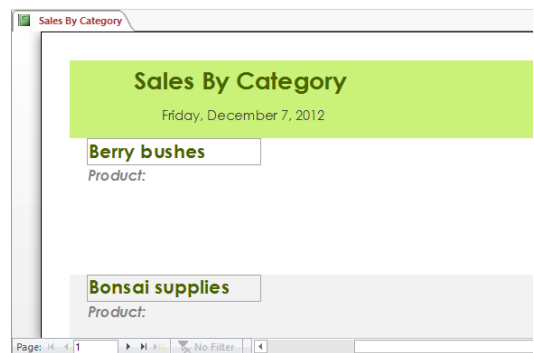 Sales By Category
Sales By Category
Friday, December 7, 2012
Berry bushes
Product:
Bonsai supplies
Product:
Page: 1 No Filter